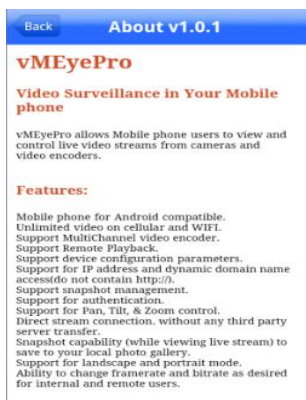 Back
About v1.0.1
vMEyePro
Video Surveillance in Your Mobile
phone
vMEyePro allows Mobile phone users to view and
control live video streams from cameras and
video encoders.
Features:
Mobile phone for Android compatible.
Unlimited video on cellular and WIFI.
Support MultiChannel video encoder.
Support Remote Playback.
Support device configuration parameters.
Support for IP address and dynamic domain name
access(do not contain http://).
Support snapshot management.
Support for authentication.
Support for Pan, Tilt, & Zoom control.
Direct stream connection. without any third party
server transfer.
Snapshot capability (while viewing live stream) to
save to your local photo gallery.
Support for landscape and portrait mode.
Ability to change framerate and bitrate as desired
for internal and remote users.